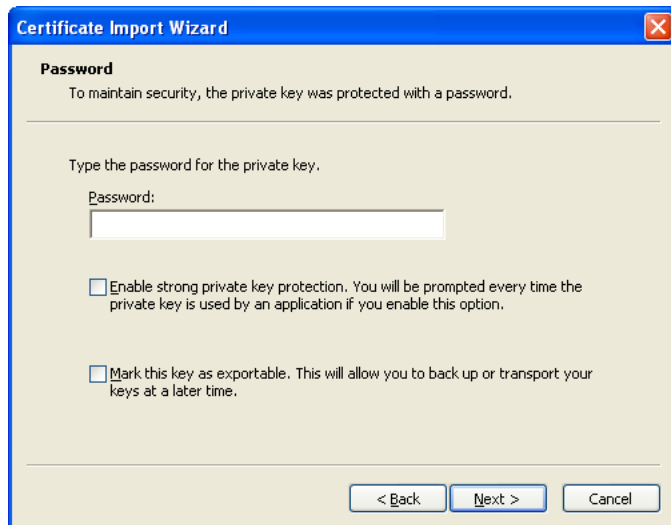 Certificate Import Wizard
Password
To maintain security, the private key was protected with a password.
Type the password for the private key.
Password:
Enable strong private key protection. You will be prompted every time the
private key is used by an application if you enable this option.
Mark this key as exportable. This will allow you to back up or transport your
keys at a later time.
< Back Next > Cancel